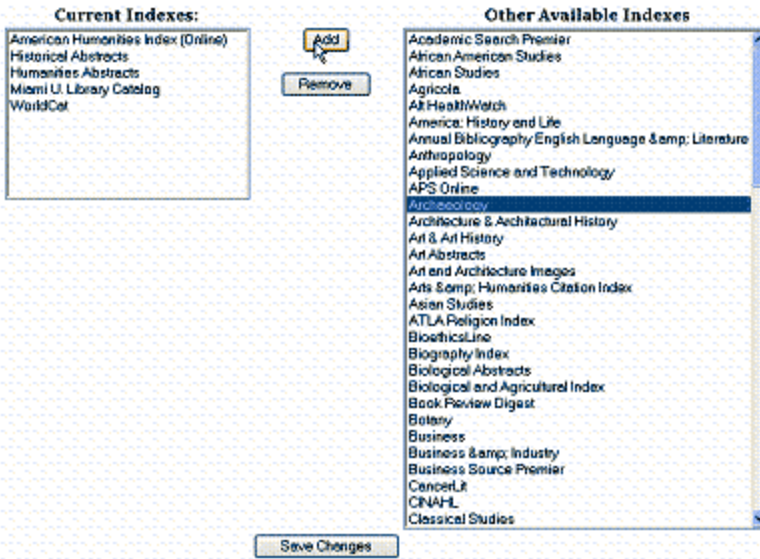 Current Indexes:
American Humanities Index (Online)
Historical Abstracts
Humanities Abstracts
Miami U. Library Catalog
WorldCat
Add
Remove
Other Available Indexes
Academic Search Premier
African American Studies
African Studies
Agricola
Alt HealthWatch
America: History and Life
Annual Bibliography English Language &amp; Literature
Anthropology
Applied Science and Technology
APS Online
Archaeology
Architecture & Architectural History
Art & Art History
Art Abstracts
Art and Architecture Images
Arts &amp; Humanities Citation Index
Asian Studies
ATLA Religion Index
BioethicsLine
Biography Index
Biological Abstracts
Biological and Agricultural Index
Book Review Digest
Botany
Business
Business &amp; Industry
Business Source Premier
CancerLit
CINAHL
Classical Studies
Save Changes